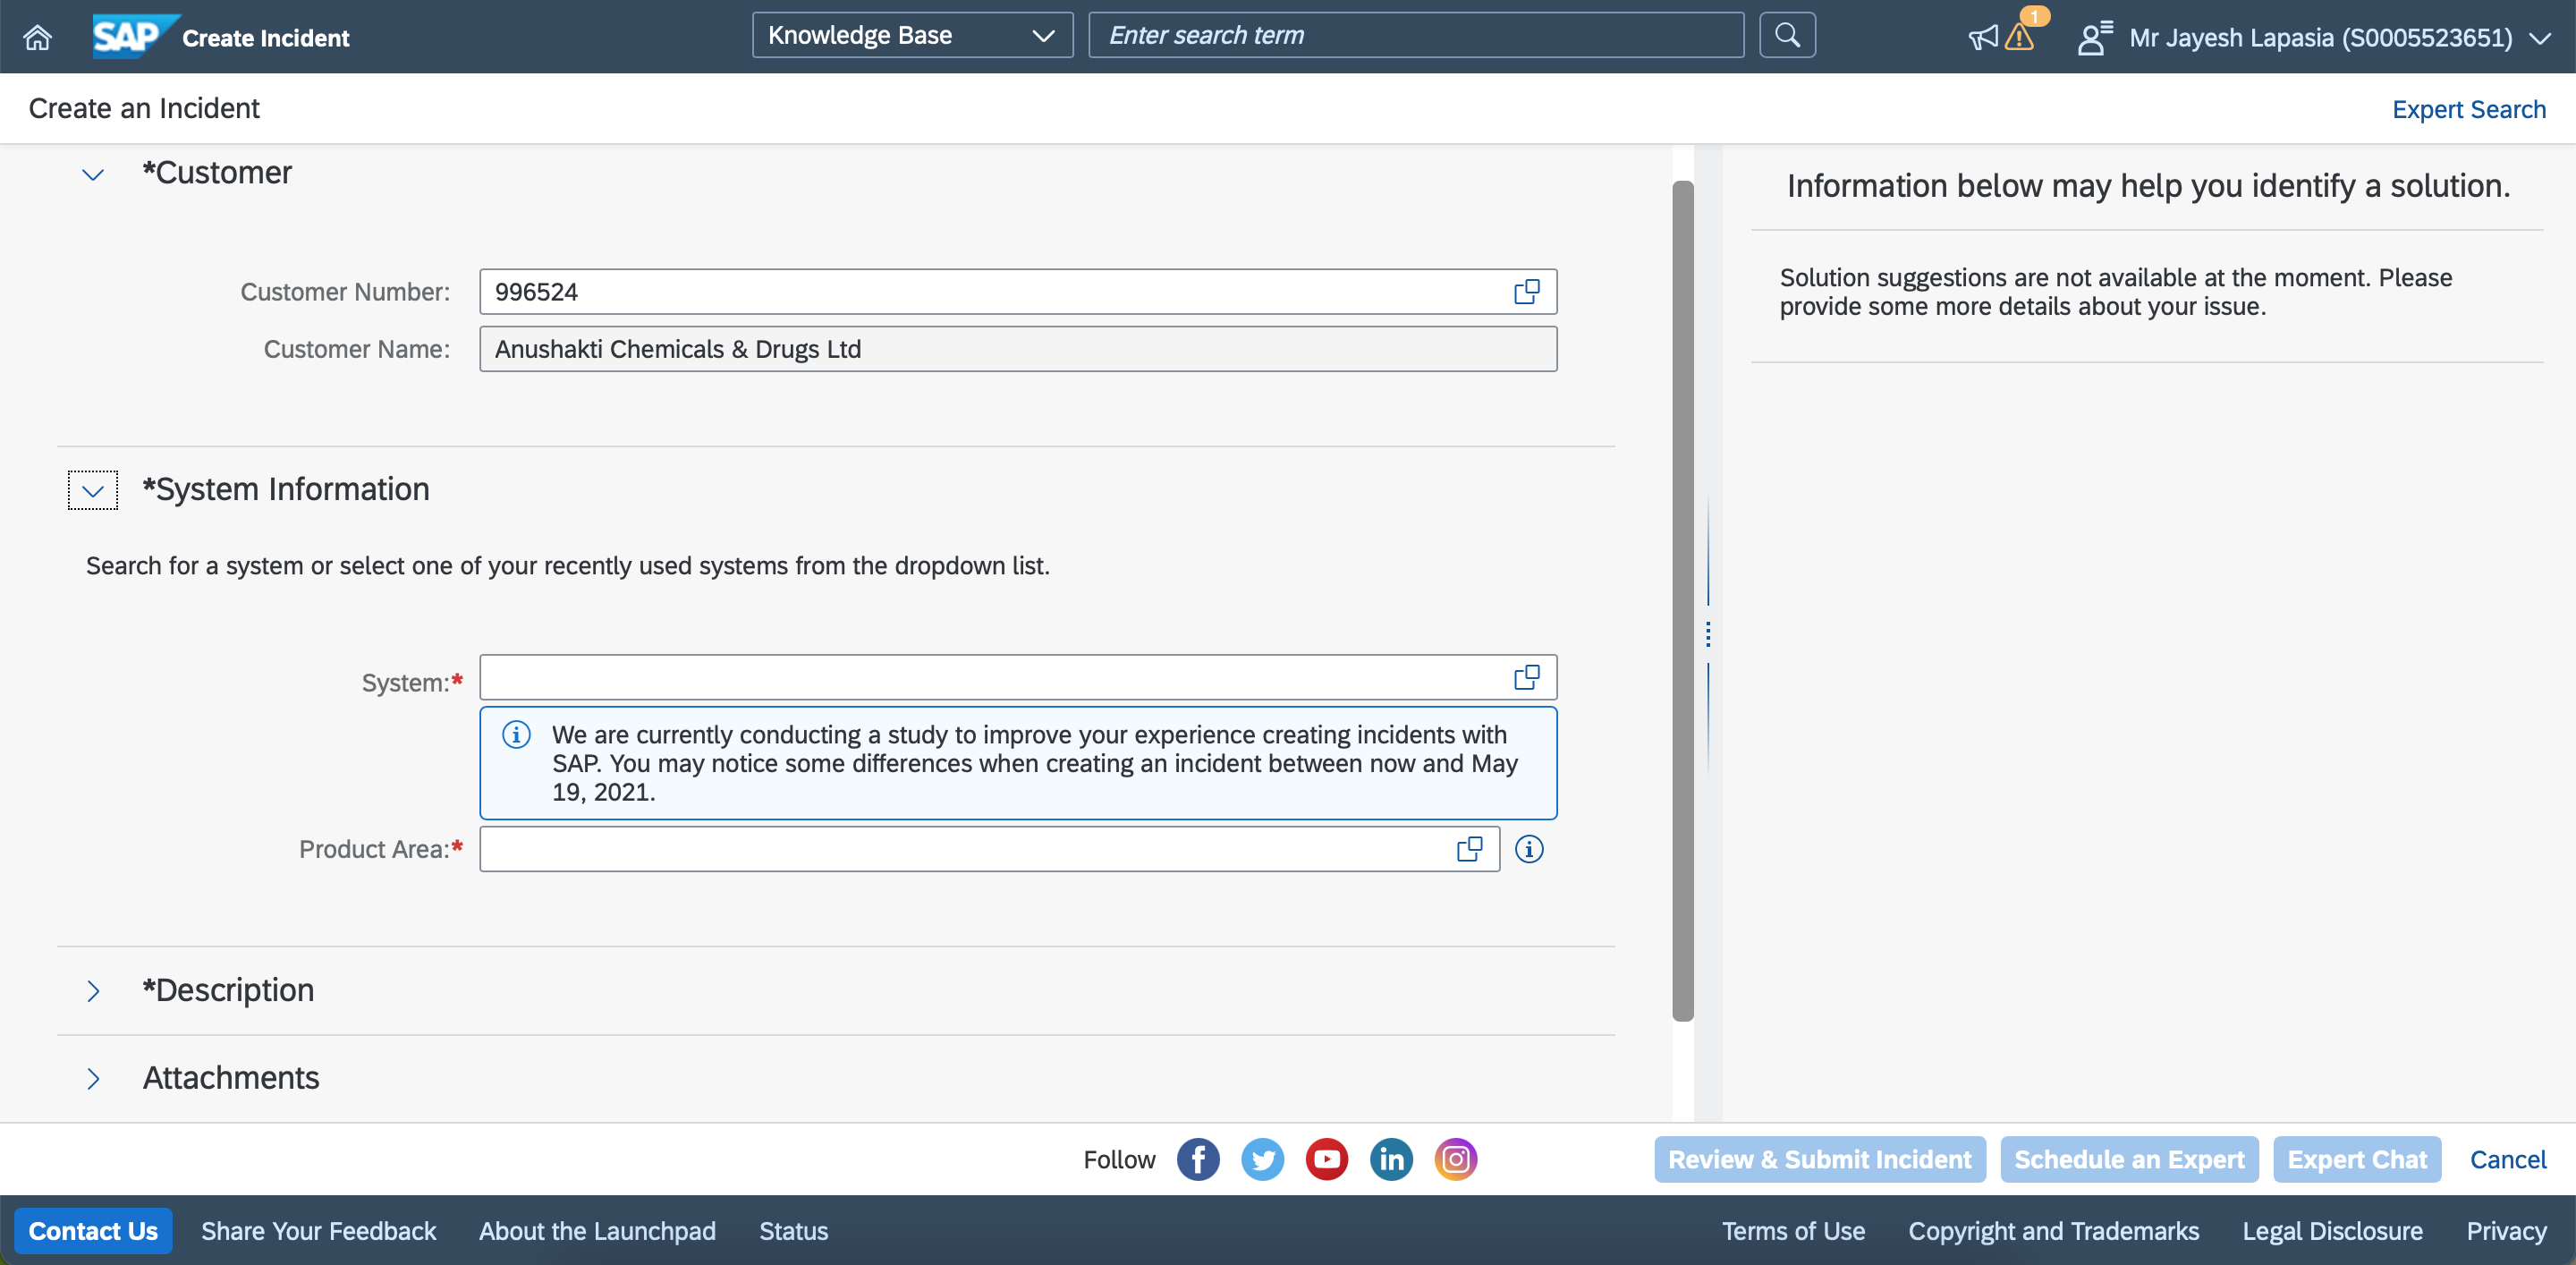 SAP Create Incident
Knowledge Base
Enter search term
1
Mr Jayesh Lapasia (S0005523651)
Create an Incident
Expert Search
*Customer
Customer Number:
996524
Customer Name:
Anushakti Chemicals & Drugs Ltd
*System Information
Search for a system or select one of your recently used systems from the dropdown list.
System:*
We are currently conducting a study to improve your experience creating incidents with
SAP. You may notice some differences when creating an incident between now and May
19, 2021.
Product Area:*
*Description
Attachments
Information below may help you identify a solution.
Solution suggestions are not available at the moment. Please
provide some more details about your issue.
Follow
Review & Submit Incident
Schedule an Expert
Expert Chat
Cancel
Contact Us
Share Your Feedback
About the Launchpad
Status
Terms of Use
Copyright and Trademarks
Legal Disclosure
Privacy